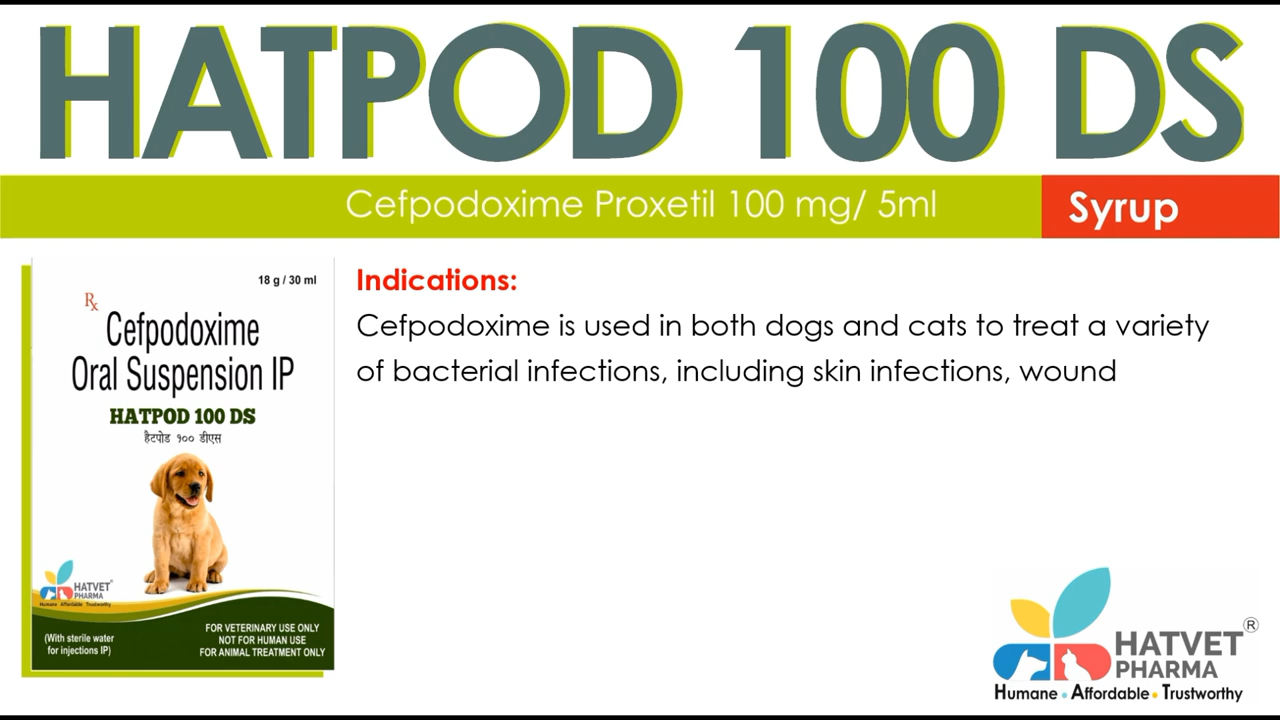 HATPOD 100 DS
Cefpodoxime Proxetil 100 mg/ 5ml
Syrup
18 g / 30 ml
Rx
Cefpodoxime
Oral Suspension IP
HATPOD 100 DS
हैटपोड १०० डीएस
HATVET®
PHARMA
Humane Affordable Trustworthy
(With sterile water
for injections IP)
FOR VETERINARY USE ONLY
NOT FOR HUMAN USE
FOR ANIMAL TREATMENT ONLY
Indications:
Cefpodoxime is used in both dogs and cats to treat a variety
of bacterial infections, including skin infections, wound
HATVET®
PHARMA
Humane • Affordable • Trustworthy